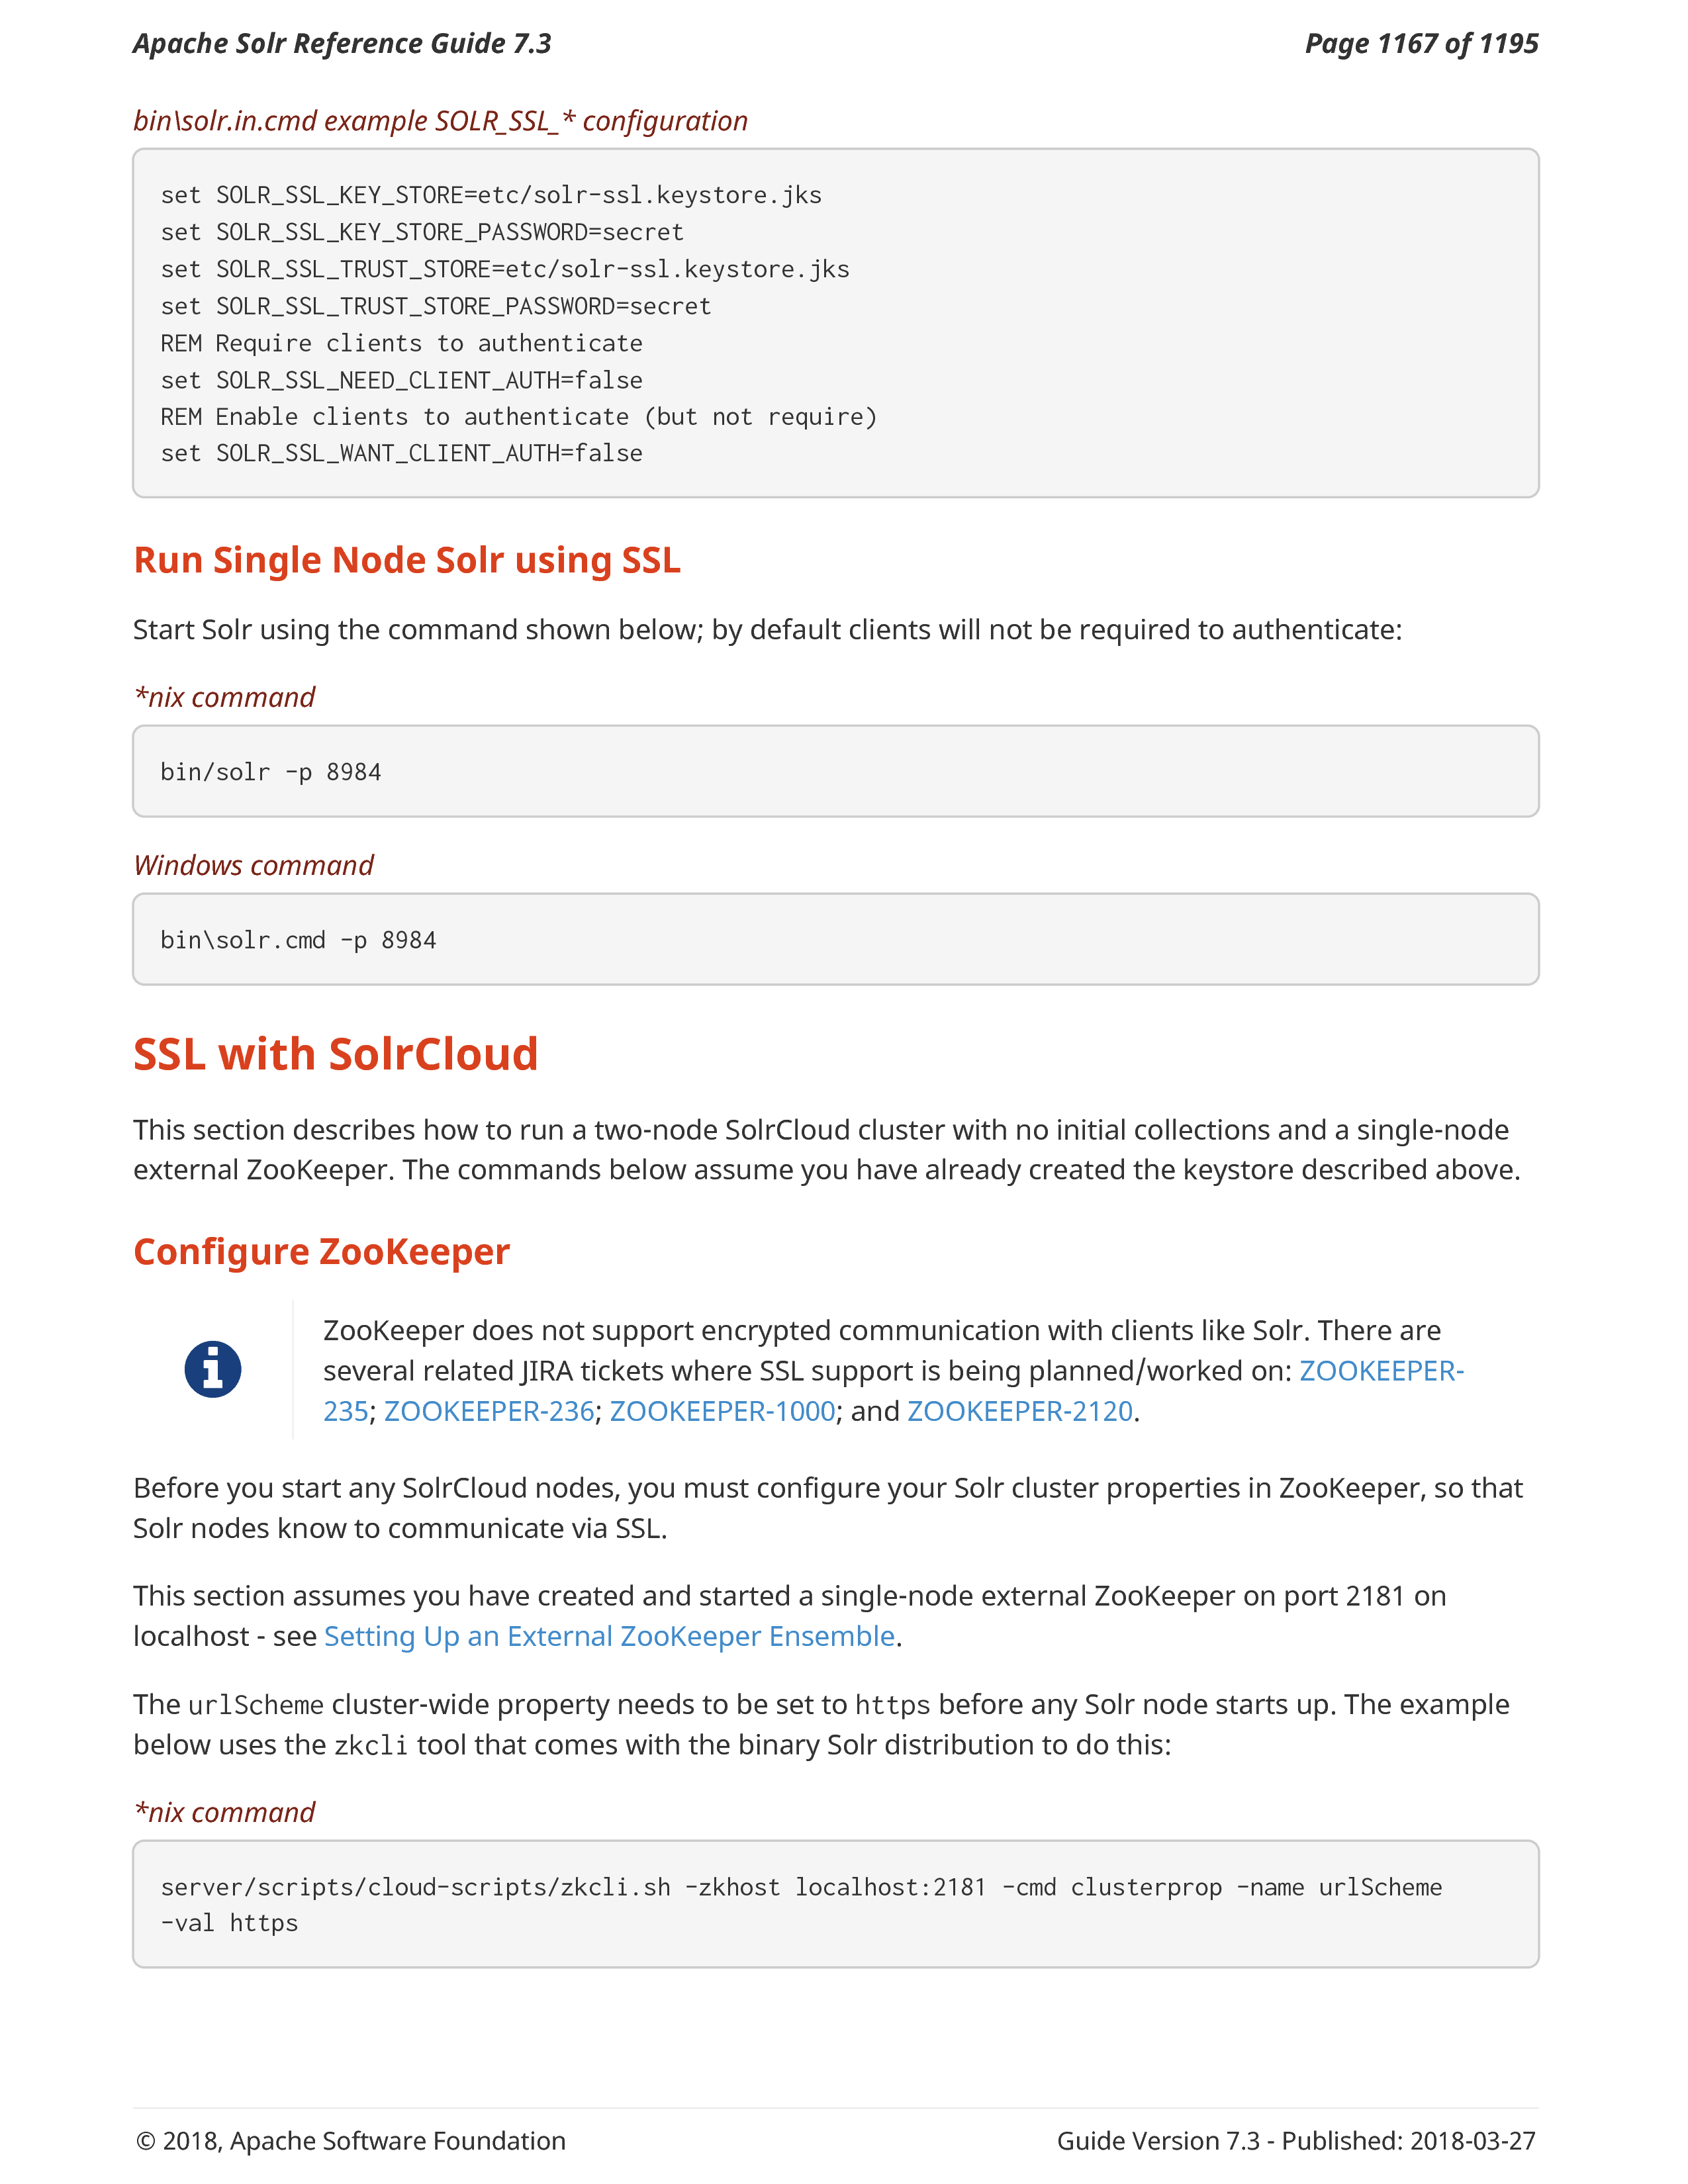 Apache Solr Reference Guide 7.3
Page 1167 of 1195
bin\solr.in.cmd example SOLR_SSL_* configuration
set SOLR_SSL_KEY_STORE=etc/solr-ssl.keystore.jks
set SOLR_SSL_KEY_STORE_PASSWORD=secret
set SOLR_SSL_TRUST_STORE=etc/solr-ssl.keystore.jks
set SOLR_SSL_TRUST_STORE_PASSWORD=secret
REM Require clients to authenticate
set SOLR_SSL_NEED_CLIENT_AUTH=false
REM Enable clients to authenticate (but not require)
set SOLR_SSL_WANT_CLIENT_AUTH=false
Run Single Node Solr using SSL
Start Solr using the command shown below; by default clients will not be required to authenticate:
*nix command
bin/solr -p 8984
Windows command
bin\solr.cmd -p 8984
SSL with SolrCloud
This section describes how to run a two-node SolrCloud cluster with no initial collections and a single-node
external ZooKeeper. The commands below assume you have already created the keystore described above.
Configure ZooKeeper
ZooKeeper does not support encrypted communication with clients like Solr. There are
several related JIRA tickets where SSL support is being planned/worked on: ZOOKEEPER-
235; ZOOKEEPER-236; ZOOKEEPER-1000; and ZOOKEEPER-2120.
Before you start any SolrCloud nodes, you must configure your Solr cluster properties in ZooKeeper, so that
Solr nodes know to communicate via SSL.
This section assumes you have created and started a single-node external ZooKeeper on port 2181 on
localhost - see Setting Up an External ZooKeeper Ensemble.
The urlScheme cluster-wide property needs to be set to https before any Solr node starts up. The example
below uses the zkcli tool that comes with the binary Solr distribution to do this:
*nix command
server/scripts/cloud-scripts/zkcli.sh -zkhost localhost:2181 -cmd clusterprop -name urlScheme
-val https
© 2018, Apache Software Foundation
Guide Version 7.3 - Published: 2018-03-27